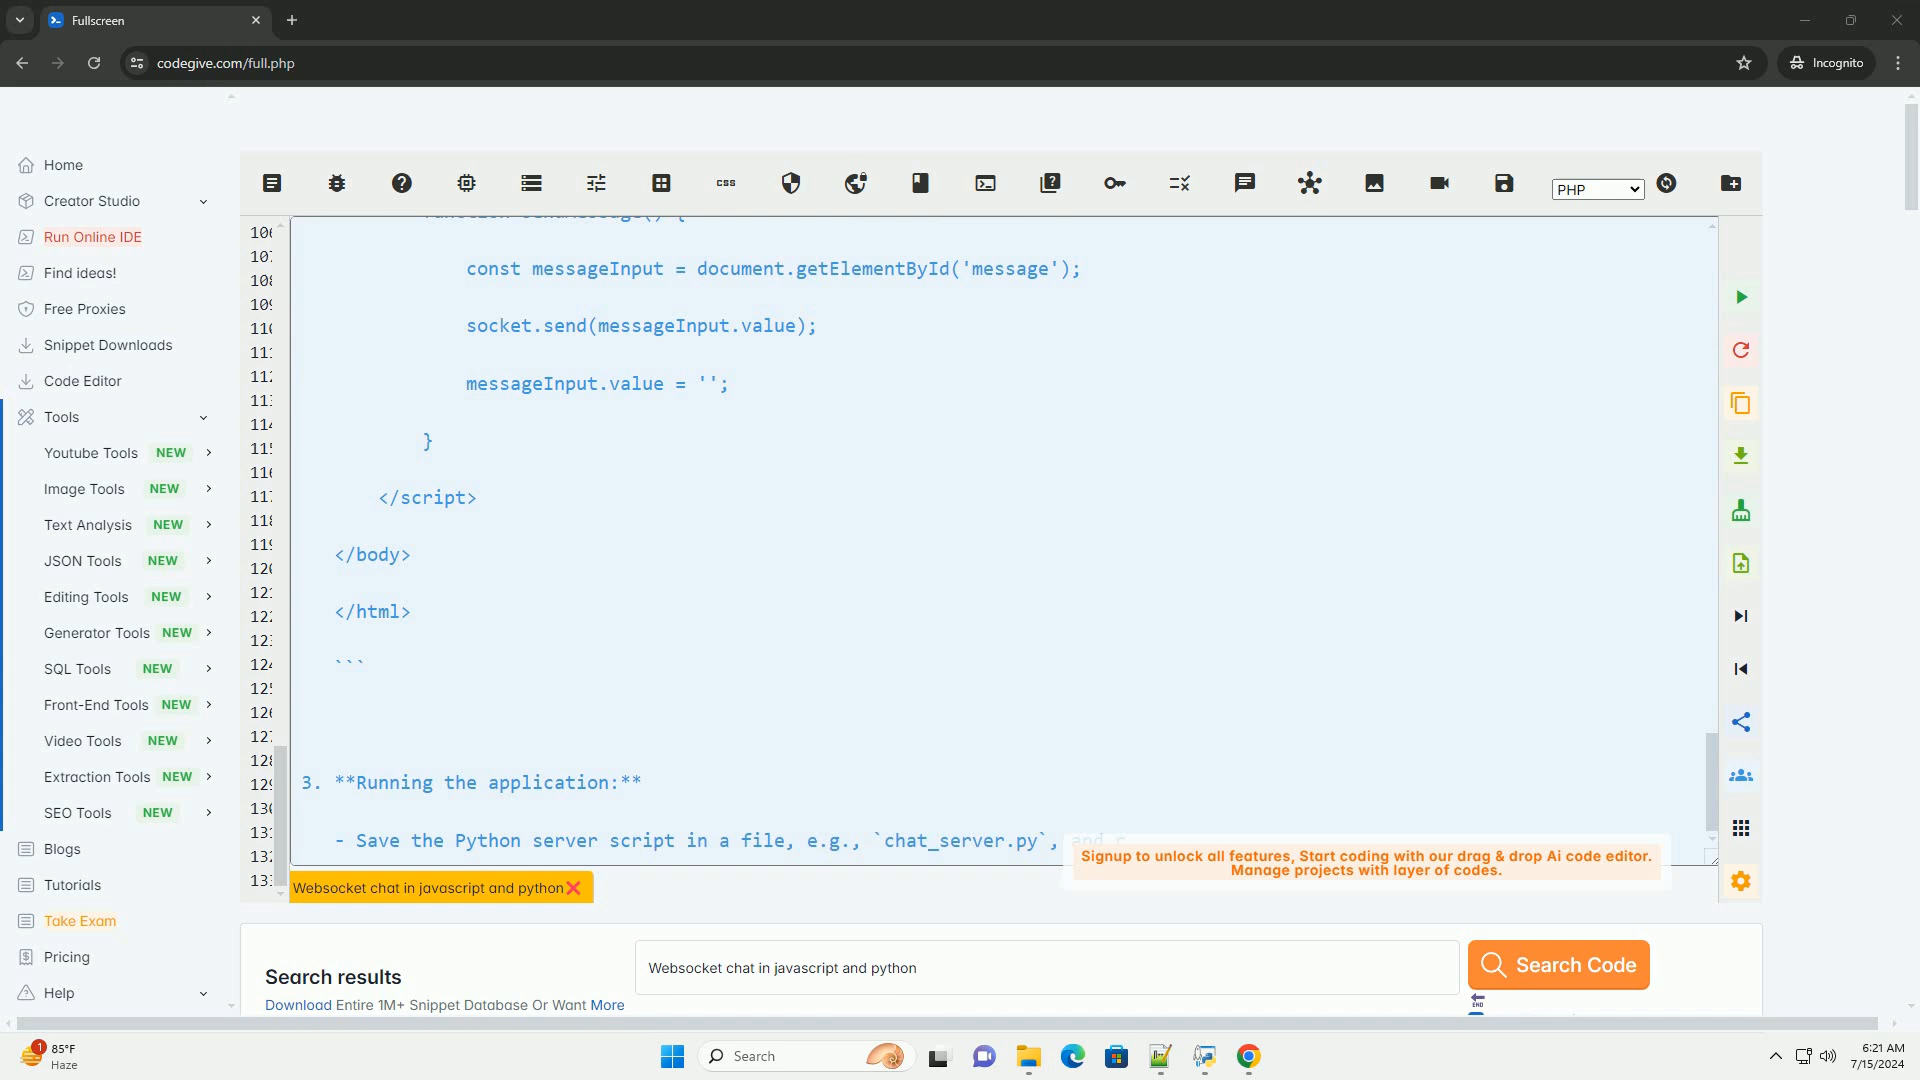 Fullscreen
codegive.com/full.php
Incognito
Home
Creator Studio
Run Online IDE
Find ideas!
Free Proxies
Snippet Downloads
Code Editor
Tools
Youtube Tools NEW
Image Tools NEW
Text Analysis NEW
JSON Tools NEW
Editing Tools NEW
Generator Tools NEW
SQL Tools NEW
Front-End Tools NEW
Video Tools NEW
Extraction Tools NEW
SEO Tools NEW
Blogs
Tutorials
Take Exam
Pricing
Help
css
PHP
const messageInput = document.getElementById('message');
socket.send(messageInput.value);
messageInput.value = '';
}
</script>
</body>
</html>
```
3. **Running the application:**
- Save the Python server script in a file, e.g., `chat_server.py`,
Signup to unlock all features, Start coding with our drag & drop Ai code editor.
Manage projects with layer of codes.
Websocket chat in javascript and python
Search results
Download Entire 1M+ Snippet Database Or Want More
Websocket chat in javascript and python
Search Code
END
1
85°F
Haze
Search
6:21 AM
7/15/2024